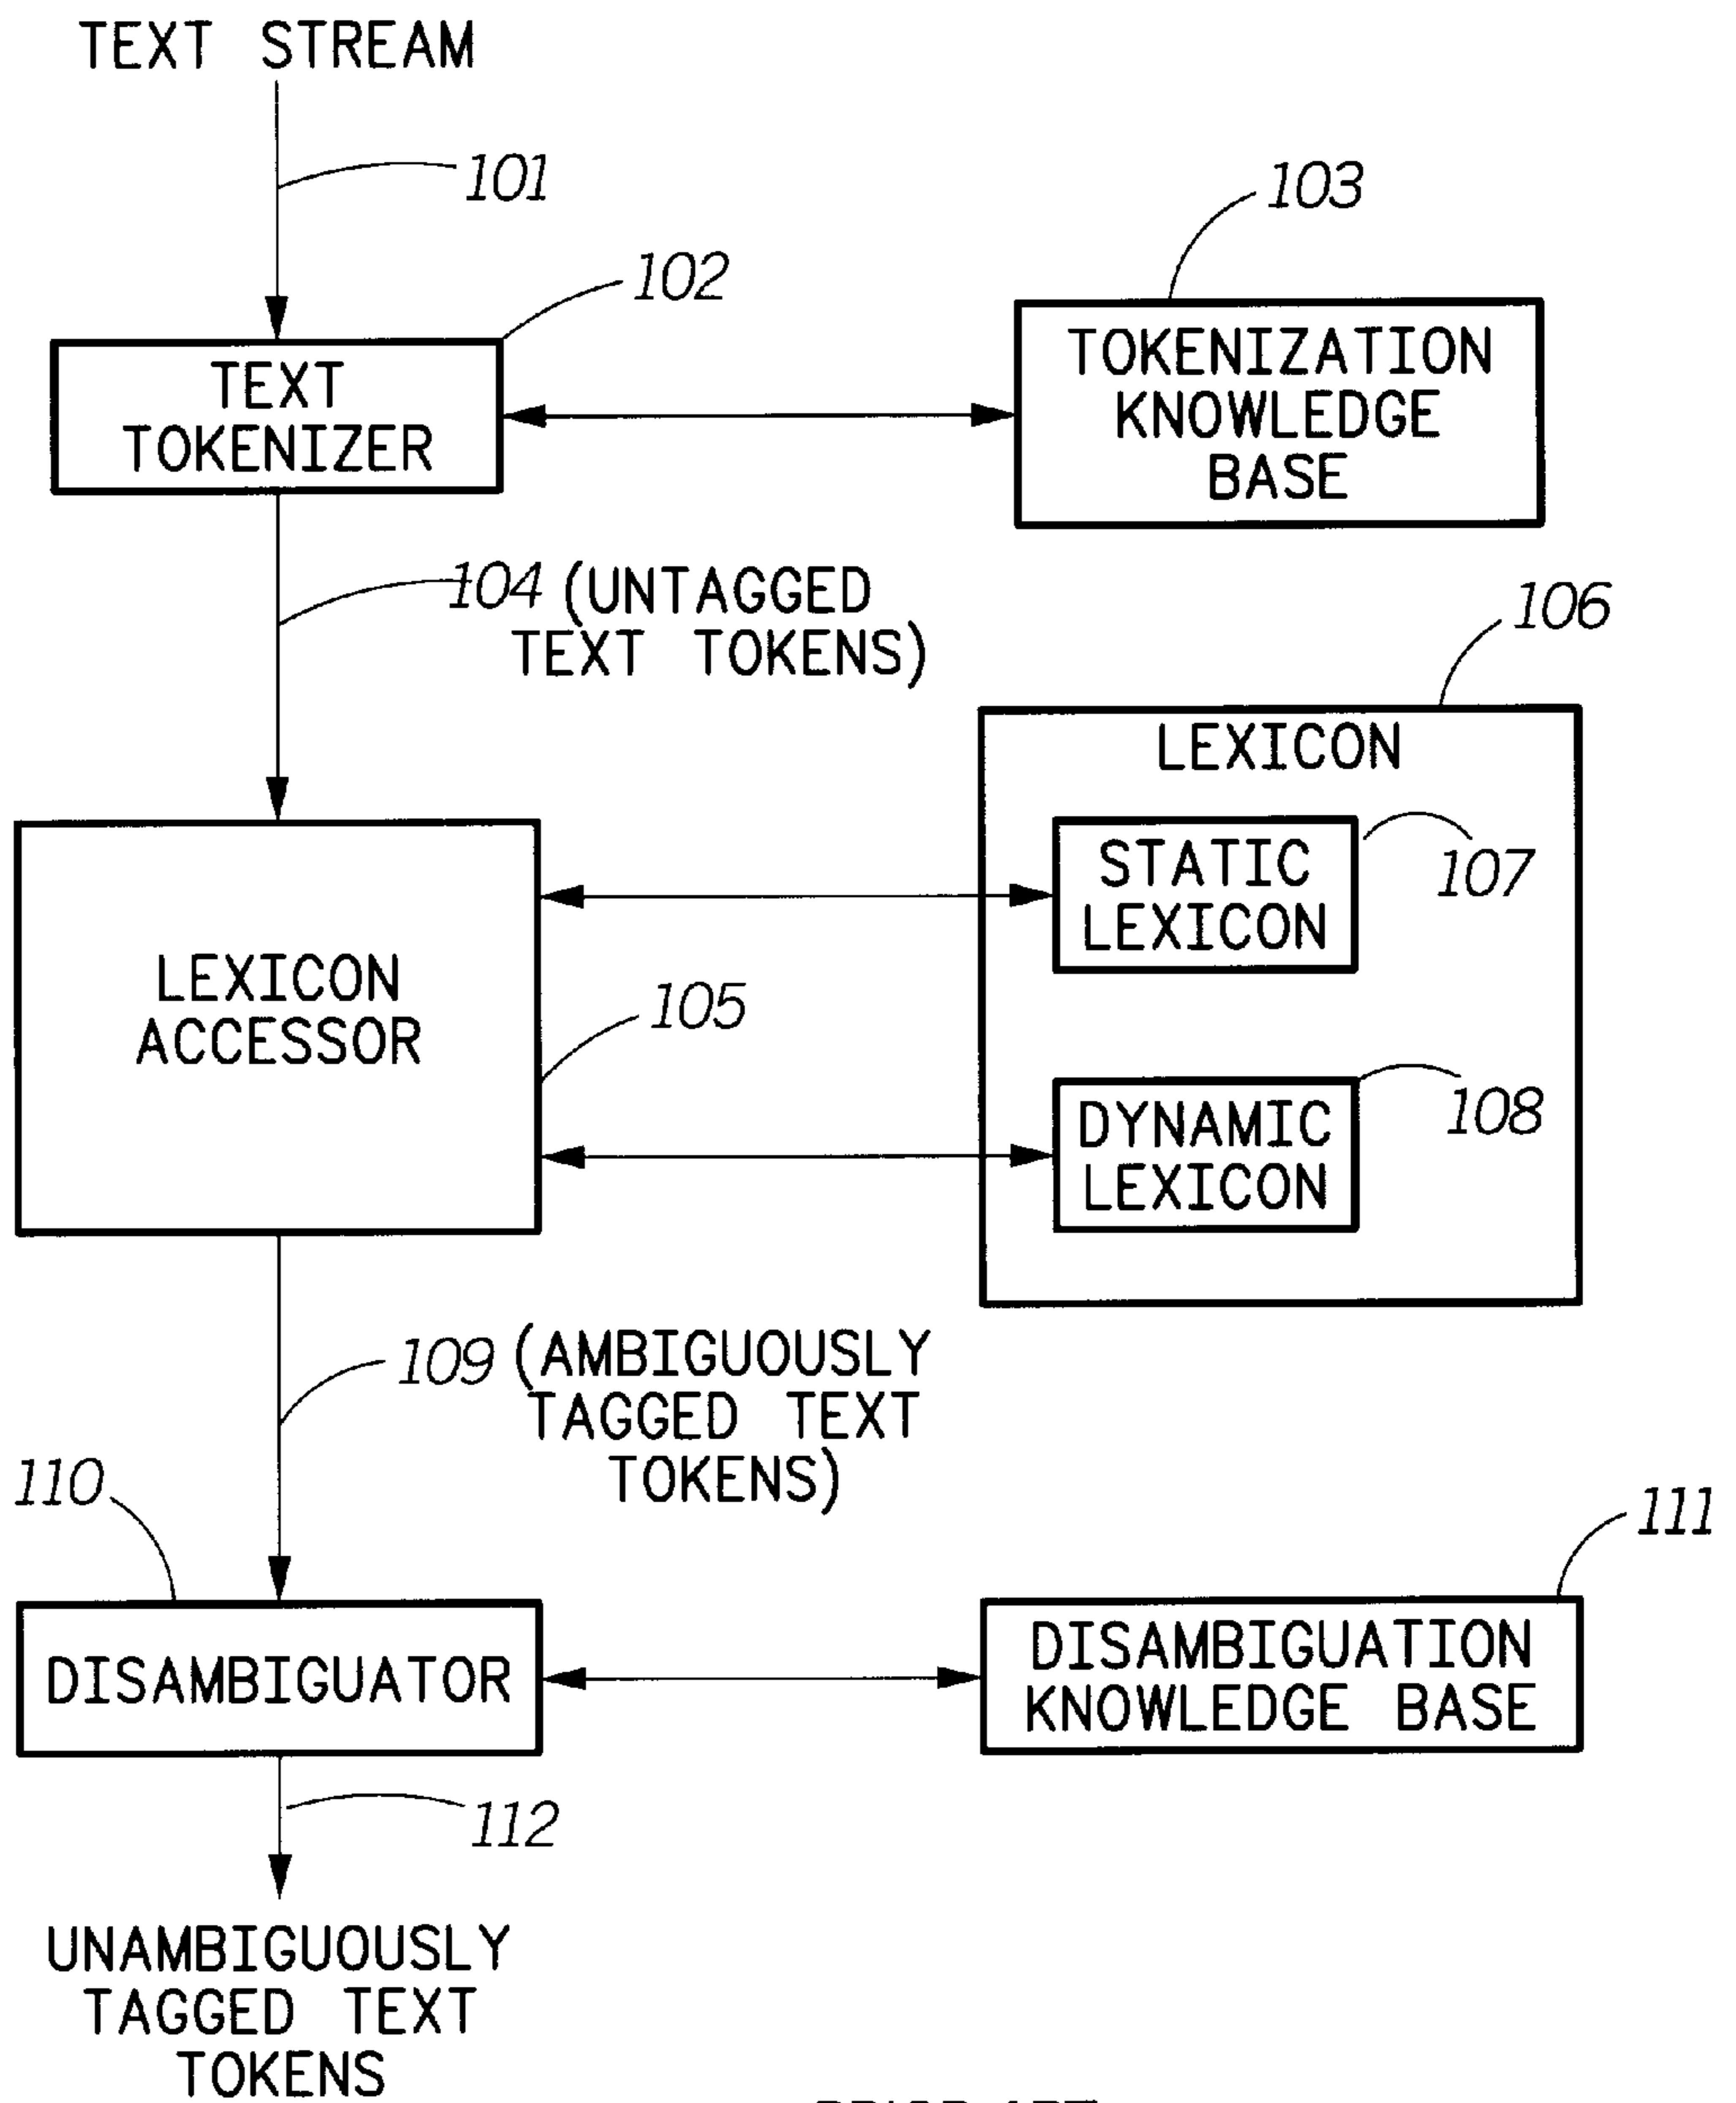 TEXT STREAM
101
103
102
TEXT
TOKENIZER
TOKENIZATION
KNOWLEDGE
BASE
104 (UNTAGGED
TEXT TOKENS)
106
LEXICON
STATIC
LEXICON
107
LEXICON
ACCESSOR
105
DYNAMIC
LEXICON
108
109 (AMBIGUOUSLY
TAGGED TEXT
TOKENS)
110
111
DISAMBIGUATOR
DISAMBIGUATION
KNOWLEDGE BASE
112
UNAMBIGUOUSLY
TAGGED TEXT
TOKENS